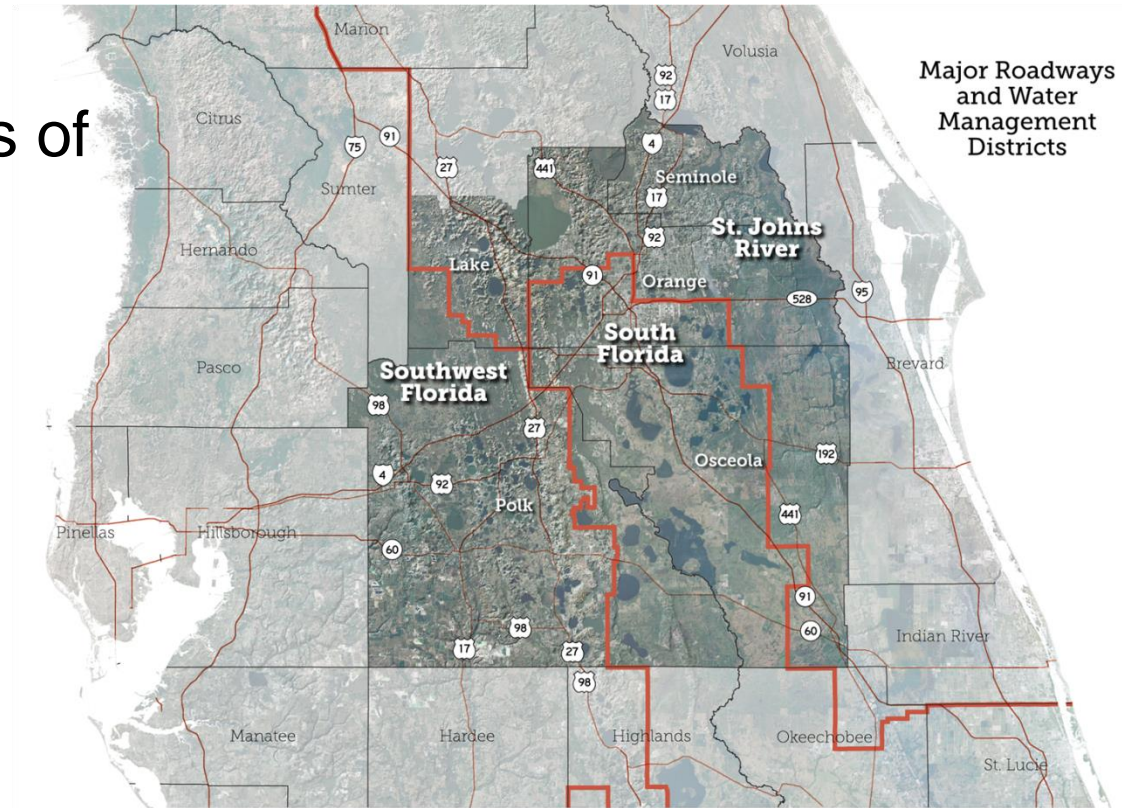 Marion
Volusia
92
17
Major Roadways
and Water
Management
Districts
s of
Citrus
75
91
4
27
441
Seminole
Sumter
17
St. Johns
River
92
Hernando
Lake
91
Orange
528
95
South
Florida
Pasco
Brevard
Southwest
Florida
98
27
192
Osceola
4
92
Polk
441
Pinellas
Hillsborough
60
91
60
98
Indian River
17
27
98
Manatee
Hardee
Highlands
Okeechobee
St. Lucie